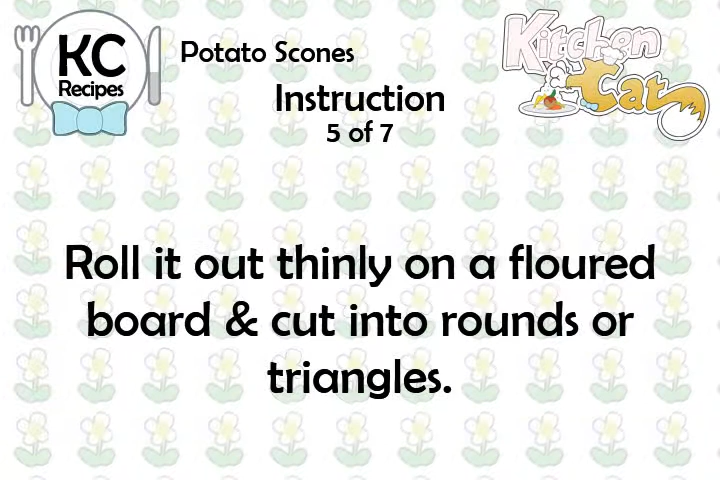 KC
Recipes
Potato Scones
Instruction
5 of 7
Kitchen
Cat
Roll it out thinly on a floured
board & cut into rounds or
triangles.